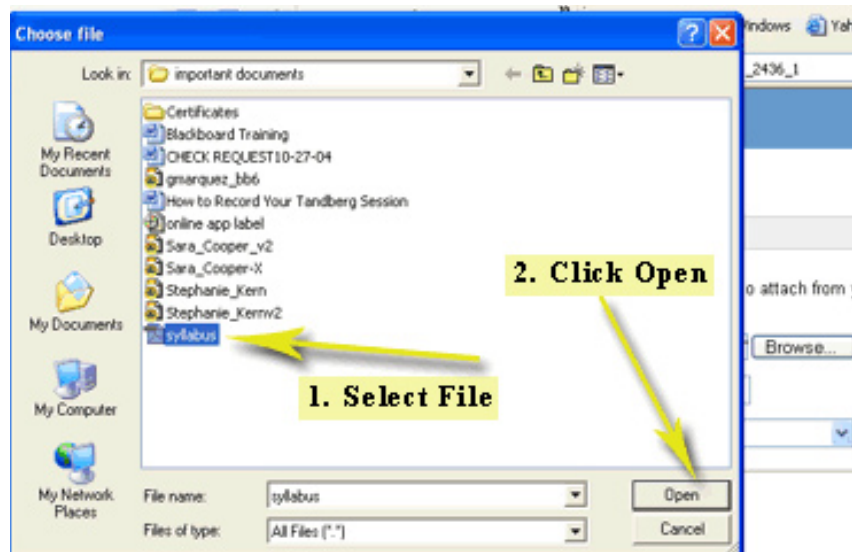 Choose file
Windows
Look in:
important documents
_2436_1
Certificates
Blackboard Training
CHECK REQUEST10-27-04
gmarquez_bb6
How to Record Your Tandberg Session
online app label
Sara_Cooper_v2
Sara_Cooper-X
Stephanie_Kern
Stephanie_Kernv2
syllabus
My Recent
Documents
Desktop
My Documents
My Computer
My Network
Places
2. Click Open
1. Select File
to attach from
Browse...
File name:
syllabus
Open
Files of type:
All Files (*.*)
Cancel